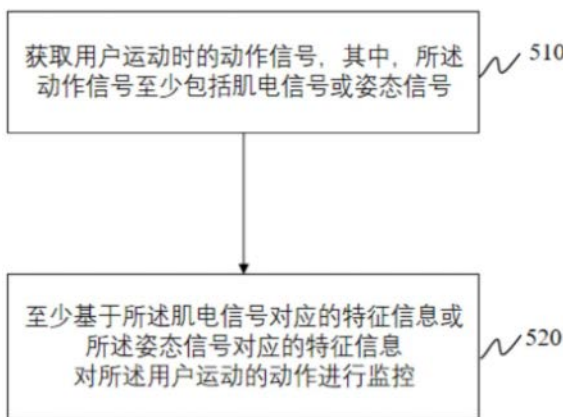 获取用户运动时的动作信号，其中，所述
动作信号至少包括肌电信号或姿态信号
510
至少基于所述肌电信号对应的特征信息或
所述姿态信号对应的特征信息
对所述用户运动的动作进行监控
520